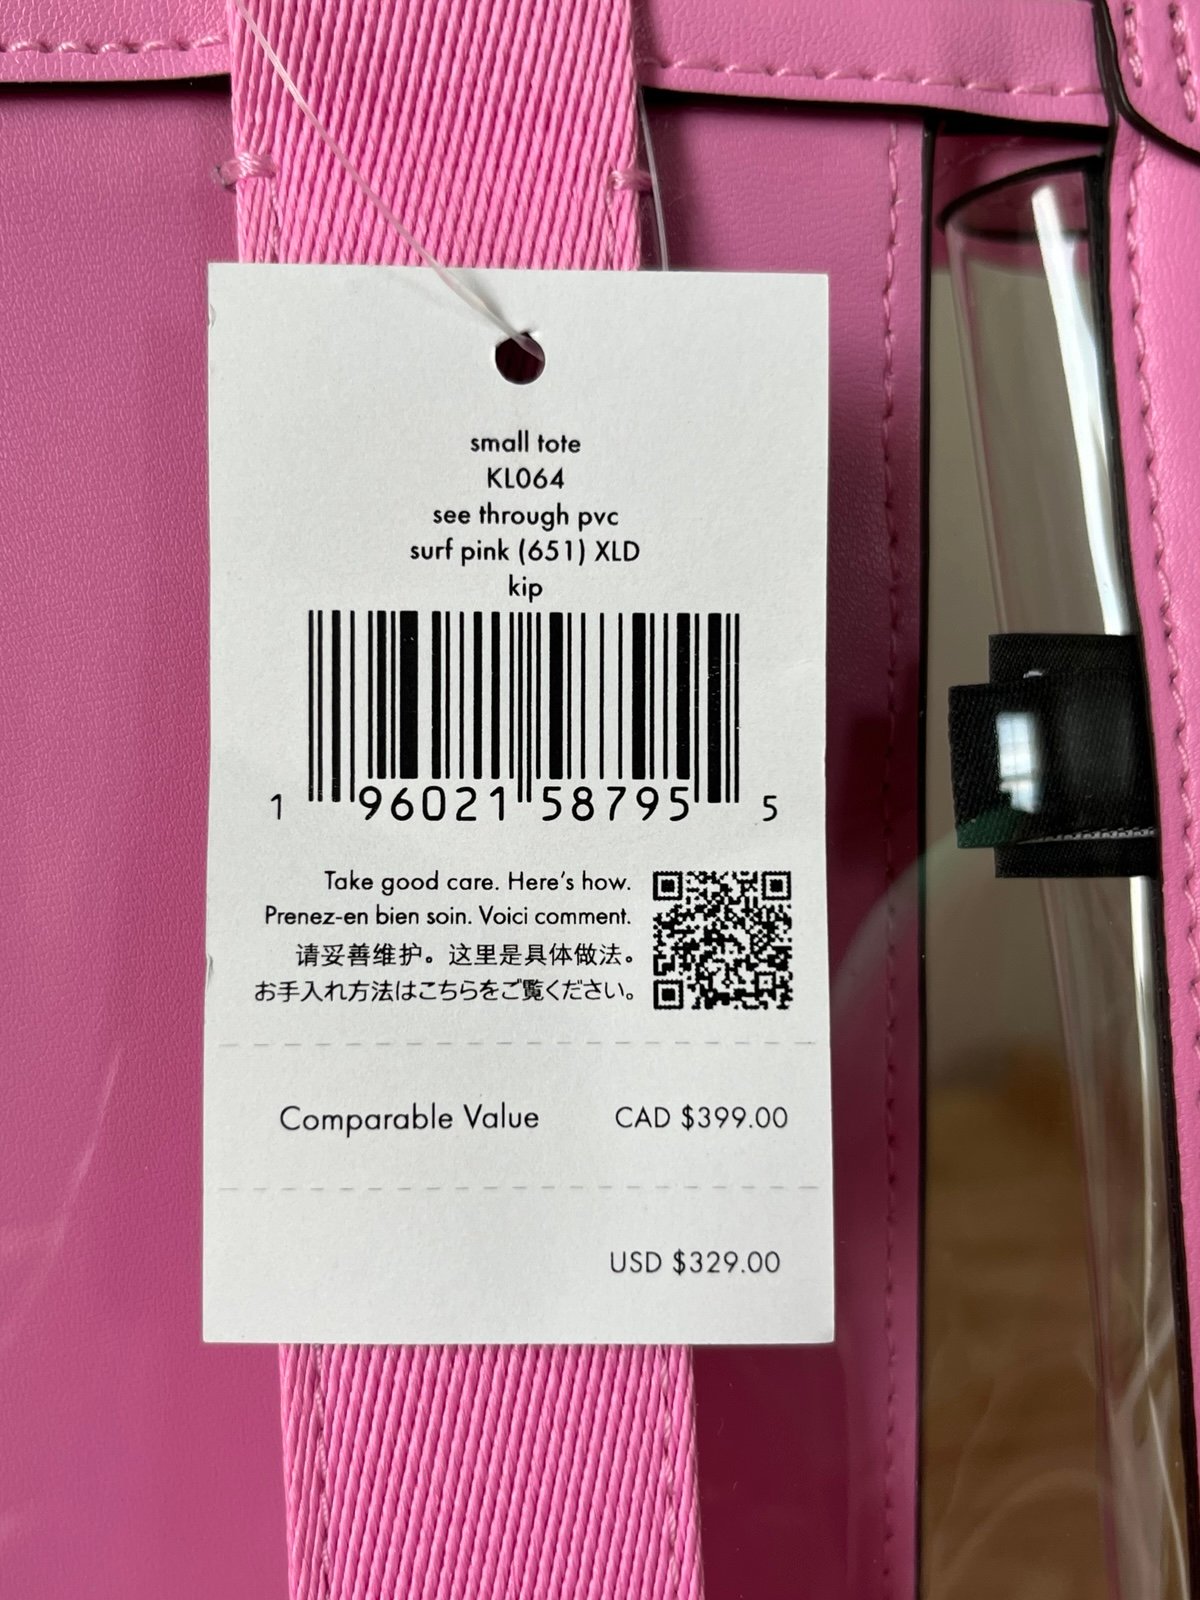 small tote
KL064
see through pvc
surf pink (651) XLD
kip
1 96021 58795 5
Take good care. Here's how.
Prenez-en bien soin. Voici comment.
请妥善维护。这里是具体做法。
お手入れ方法はこちらをご覧ください。
Comparable Value CAD $399.00
USD $329.00